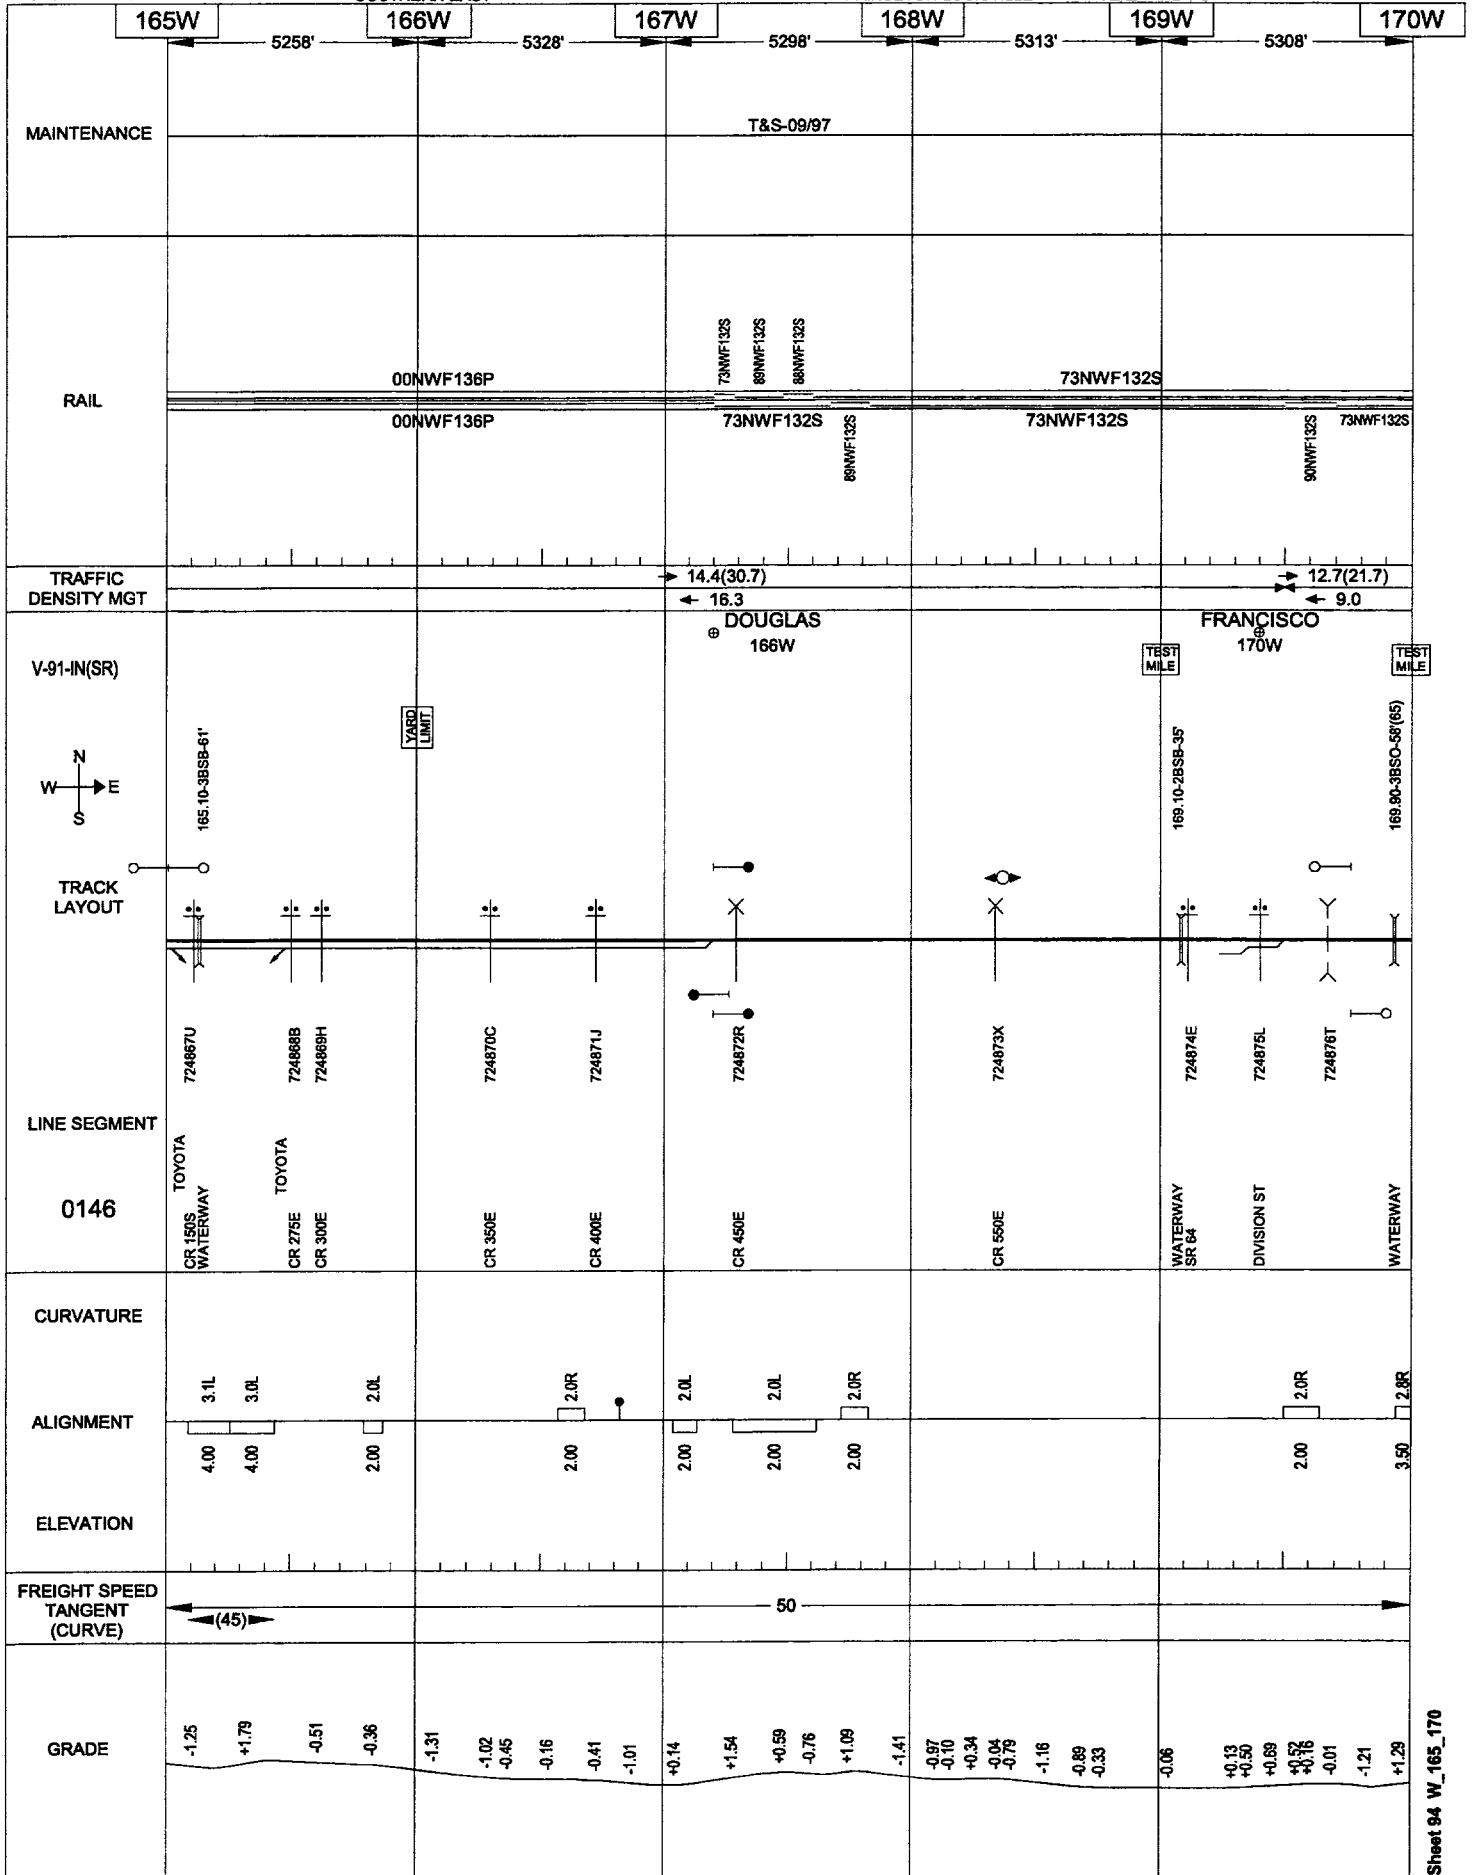 165W 166W 167W 168W 169W 170W
5258' 5328' 5298' 5313' 5308'
MAINTENANCE
T&S-09/97
73NWF132S
89NWF132S
88NWF132S
00NWF136P
73NWF132S
RAIL
00NWF136P
73NWF132S
89NWF132S
73NWF132S
90NWF132S
73NWF132S
TRAFFIC
DENSITY MGT
14.4(30.7)
16.3
12.7(21.7)
9.0
DOUGLAS
166W
FRANCISCO
170W
V-91-IN(SR)
TEST
MILE
TEST
MILE
YARD
LIMIT
N
W E
S
165.10-3BSB-61'
169.10-2BSB-35'
169.90-3BSO-58'(65)
TRACK
LAYOUT
724867U
724868B
724869H
724870C
724871J
724872R
724873X
724874E
724875L
724876T
LINE SEGMENT
0146
TOYOTA
CR 150S
WATERWAY
TOYOTA
CR 275E
CR 300E
CR 350E
CR 400E
CR 450E
CR 550E
WATERWAY
SR 64
DIVISION ST
WATERWAY
CURVATURE
3.1L
3.0L
2.0L
2.0R
2.0L
2.0L
2.0R
2.0R
2.8R
ALIGNMENT
4.00
4.00
2.00
2.00
2.00
2.00
2.00
2.00
3.50
ELEVATION
FREIGHT SPEED
TANGENT
(CURVE)
(45)
50
GRADE
-1.25
+1.79
-0.51
-0.36
-1.31
-1.02
-0.45
-0.16
-0.41
-1.01
+0.14
+1.54
+0.59
-0.76
+1.09
-1.41
-0.97
-0.10
+0.34
-0.04
-0.79
-1.16
-0.89
-0.33
-0.06
+0.13
+0.50
+0.69
+0.52
+0.16
-0.01
-1.21
+1.29
Sheet 94 W_165_170